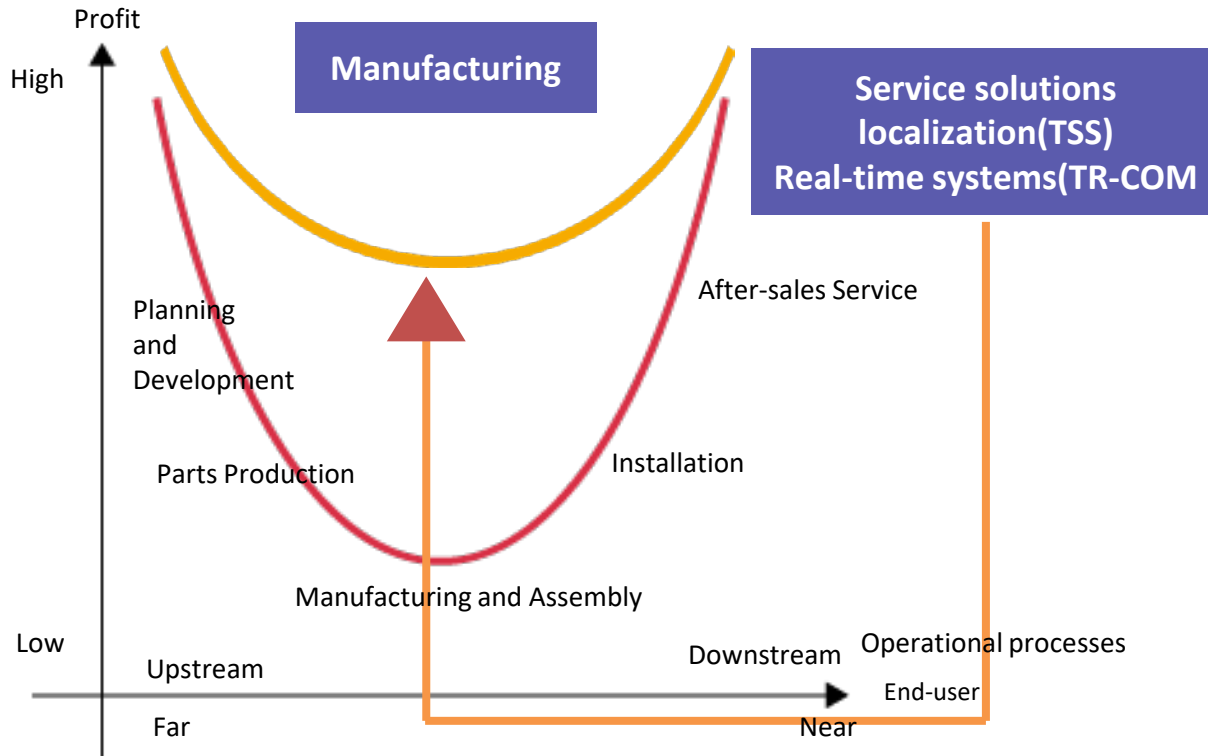 Profit
High
Manufacturing
Service solutions
localization(TSS)
Real-time systems(TR-COM
Planning
and
Development
After-sales Service
Parts Production
Installation
Manufacturing and Assembly
Low
Upstream
Downstream
Operational processes
End-user
Far
Near